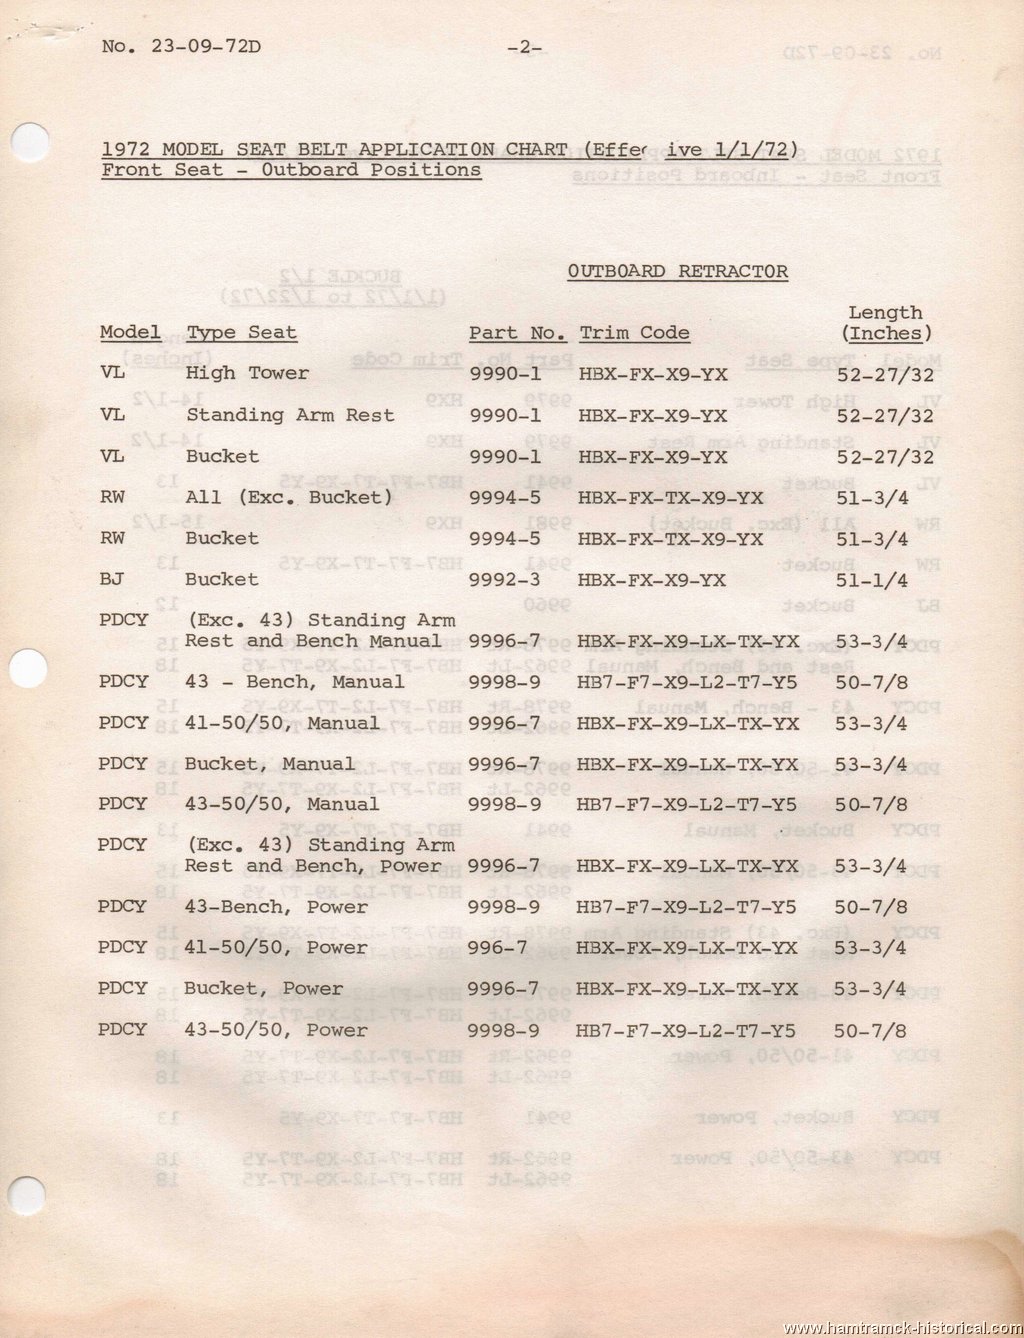 No. 23-09-72D -2-
1972 MODEL SEAT BELT APPLICATION CHART (Effec ive 1/1/72)
Front Seat - Outboard Positions
OUTBOARD RETRACTOR
Length
Model Type Seat Part No. Trim Code (Inches)
VL High Tower 9990-1 HBX-FX-X9-YX 52-27/32
VL Standing Arm Rest 9990-1 HBX-FX-X9-YX 52-27/32
VL Bucket 9990-1 HBX-FX-X9-YX 52-27/32
RW All (Exc. Bucket) 9994-5 HBX-FX-TX-X9-YX 51-3/4
RW Bucket 9994-5 HBX-FX-TX-X9-YX 51-3/4
BJ Bucket 9992-3 HBX-FX-X9-YX 51-1/4
PDCY (Exc. 43) Standing Arm
Rest and Bench Manual 9996-7 HBX-FX-X9-LX-TX-YX 53-3/4
PDCY 43 - Bench, Manual 9998-9 HB7-F7-X9-L2-T7-Y5 50-7/8
PDCY 41-50/50, Manual 9996-7 HBX-FX-X9-LX-TX-YX 53-3/4
PDCY Bucket, Manual 9996-7 HBX-FX-X9-LX-TX-YX 53-3/4
PDCY 43-50/50, Manual 9998-9 HB7-F7-X9-L2-T7-Y5 50-7/8
PDCY (Exc. 43) Standing Arm
Rest and Bench, Power 9996-7 HBX-FX-X9-LX-TX-YX 53-3/4
PDCY 43-Bench, Power 9998-9 HB7-F7-X9-L2-T7-Y5 50-7/8
PDCY 41-50/50, Power 996-7 HBX-FX-X9-LX-TX-YX 53-3/4
PDCY Bucket, Power 9996-7 HBX-FX-X9-LX-TX-YX 53-3/4
PDCY 43-50/50, Power 9998-9 HB7-F7-X9-L2-T7-Y5 50-7/8
www.hamtramck-historical.com